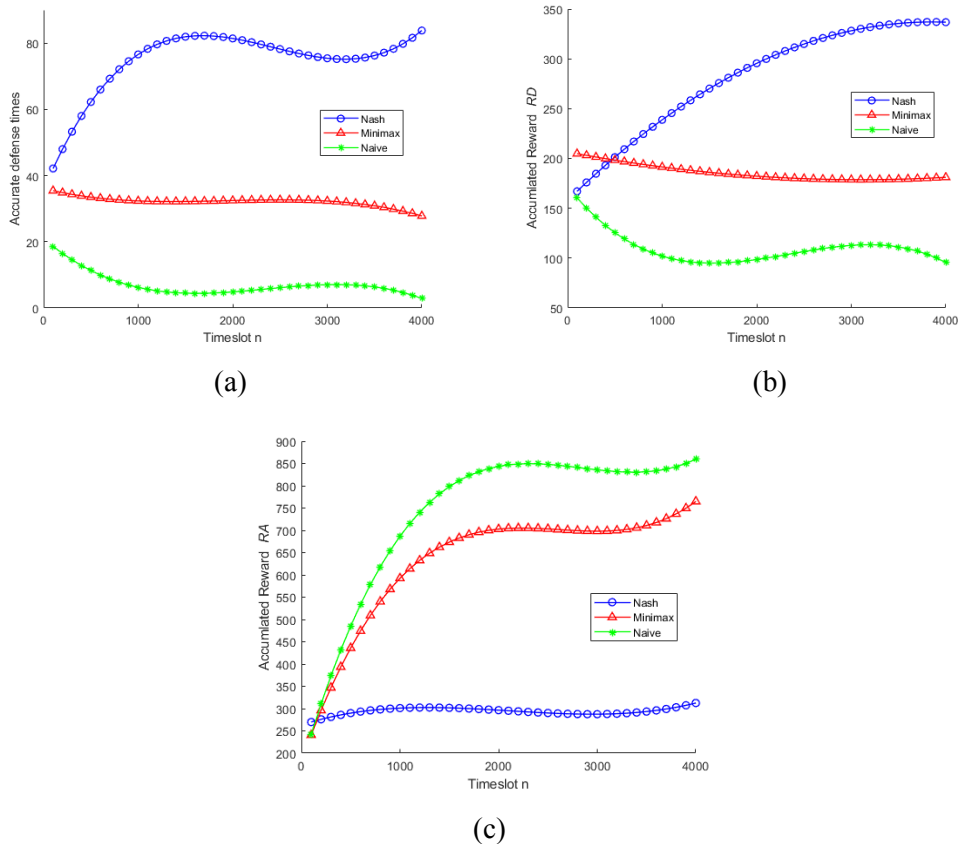 Accurate defense times
80
60
40
20
0
0
1000
2000
3000
4000
Timeslot n
Nash
Minimax
Naive
(a)
Accumlated Reward RD
350
300
250
200
150
100
50
0
1000
2000
3000
4000
Timeslot n
Nash
Minimax
Naive
(b)
Accumlated Reward RA
900
850
800
750
700
650
600
550
500
450
400
350
300
250
200
0
1000
2000
3000
4000
Timeslot n
Nash
Minimax
Naive
(c)